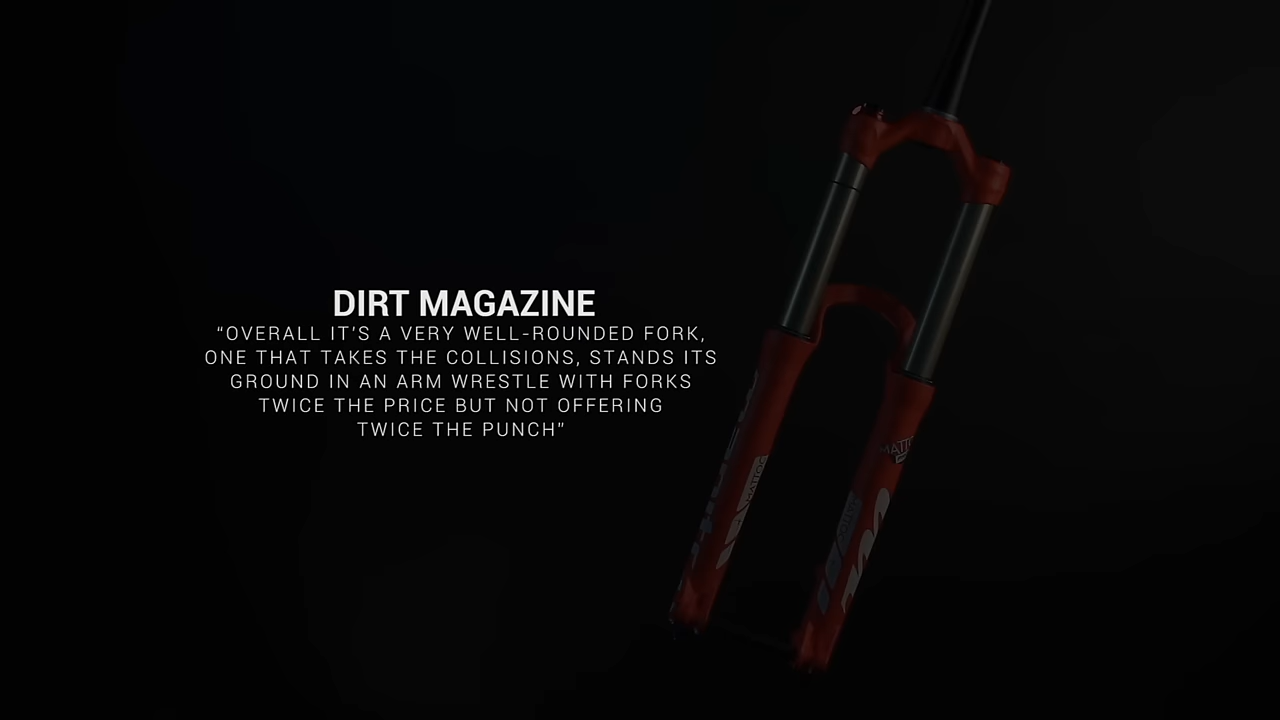 DIRT MAGAZINE
“OVERALL IT’S A VERY WELL-ROUNDED FORK,
ONE THAT TAKES THE COLLISIONS, STANDS ITS
GROUND IN AN ARM WRESTLE WITH FORKS
TWICE THE PRICE BUT NOT OFFERING
TWICE THE PUNCH”
MATTOC